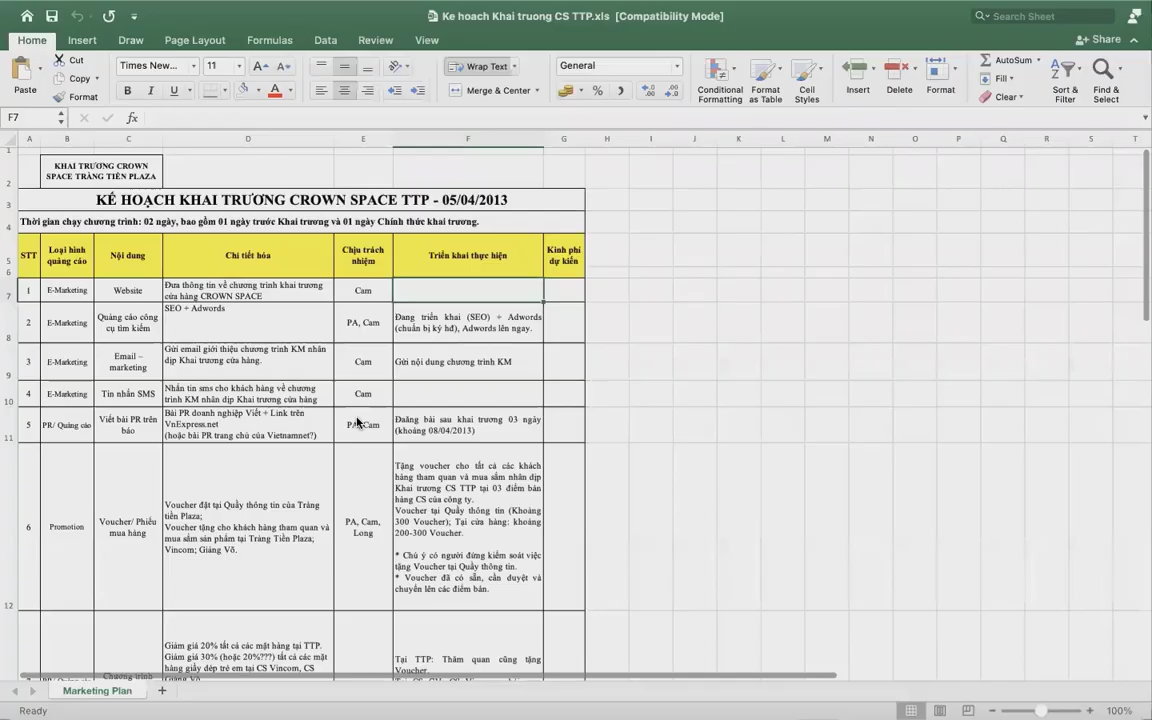 Ke hoach Khai truong CS TTP.xls [Compatibility Mode]
Search Sheet
Home Insert Draw Page Layout Formulas Data Review View
Share
Paste
Cut
Copy
Format
Times New... 11
B I U
Wrap Text
Merge & Center
General
Conditional Formatting
Format as Table
Cell Styles
Insert
Delete
Format
AutoSum
Fill
Clear
Sort & Filter
Find & Select
F7
fx
A B C D E F G H I J K L M N O P Q R S T
1
KHAI TRƯƠNG CROWN
SPACE TRÀNG TIỀN PLAZA
2
KẾ HOẠCH KHAI TRƯƠNG CROWN SPACE TTP - 05/04/2013
3
Thời gian chạy chương trình: 02 ngày, bao gồm 01 ngày trước Khai trương và 01 ngày Chính thức khai trương.
4
STT
Loại hình
quảng cáo
Nội dung
Chi tiết hóa
Chịu trách
nhiệm
Triển khai thực hiện
Kinh phí
dự kiến
5
6
1
E-Marketing
Website
Đưa thông tin về chương trình khai trương
cửa hàng CROWN SPACE
Cam
7
2
E-Marketing
Quảng cáo công
cụ tìm kiếm
SEO + Adwords
PA, Cam
Đang triển khai (SEO) + Adwords
(chuẩn bị ký hđ), Adwords lên ngay.
8
3
E-Marketing
Email –
marketing
Gửi email giới thiệu chương trình KM nhân
dịp Khai trương cửa hàng.
Cam
Gửi nội dung chương trình KM
9
4
E-Marketing
Tin nhắn SMS
Nhắn tin sms cho khách hàng về chương
trình KM nhân dịp Khai trương cửa hàng
Cam
10
5
PR/ Quảng cáo
Viết bài PR trên
báo
Bài PR doanh nghiệp Viết + Link trên
VnExpress.net
(hoặc bài PR trang chủ của Vietnamnet?)
PA, Cam
Đaăng bài sau khai trương 03 ngày
(khoảng 08/04/2013)
11
6
Promotion
Voucher/ Phiếu
mua hàng
Voucher đặt tại Quầy thông tin của Tràng
tiền Plaza;
Voucher tặng cho khách hàng tham quan và
mua sắm sản phẩm tại Tràng Tiền Plaza;
Vincom; Giảng Võ.
PA, Cam,
Long
Tặng voucher cho tất cả các khách
hàng tham quan và mua sắm nhân dịp
Khai trương CS TTP tại 03 điểm bán
hàng CS của công ty.
Voucher tại Quầy thông tin (Khoảng
300 Voucher); Tại cửa hàng: khoảng
200-300 Voucher.
* Chú ý có người đứng kiểm soát việc
tặng Voucher tại Quầy thông tin.
* Voucher đã có sẵn, cần duyệt và
chuyển lên các điểm bán.
12
Giảm giá 20% tất cả các mặt hàng tại TTP.
Giảm giá 30% (hoặc 20%???) tất cả các mặt
hàng giầy dép trẻ em tại CS Vincom, CS
Chương trình
Tại TTP: Thăm quan cũng tặng
Voucher.
Marketing Plan
Ready
100%